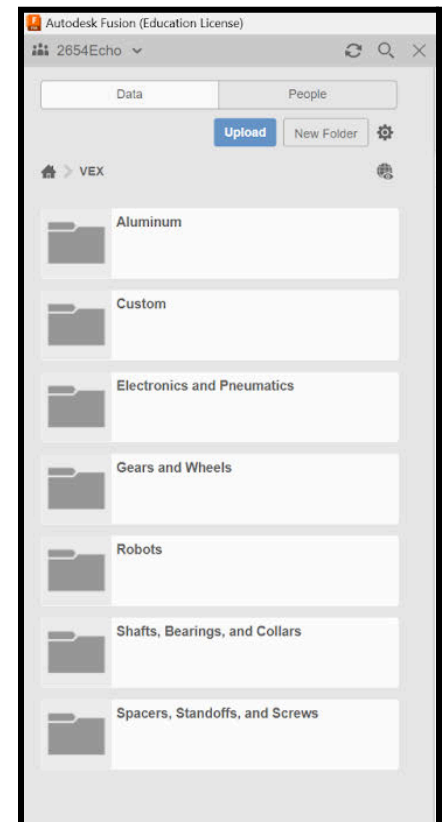 Autodesk Fusion (Education License)
2654Echo
Data People
Upload New Folder
VEX
Aluminum
Custom
Electronics and Pneumatics
Gears and Wheels
Robots
Shafts, Bearings, and Collars
Spacers, Standoffs, and Screws